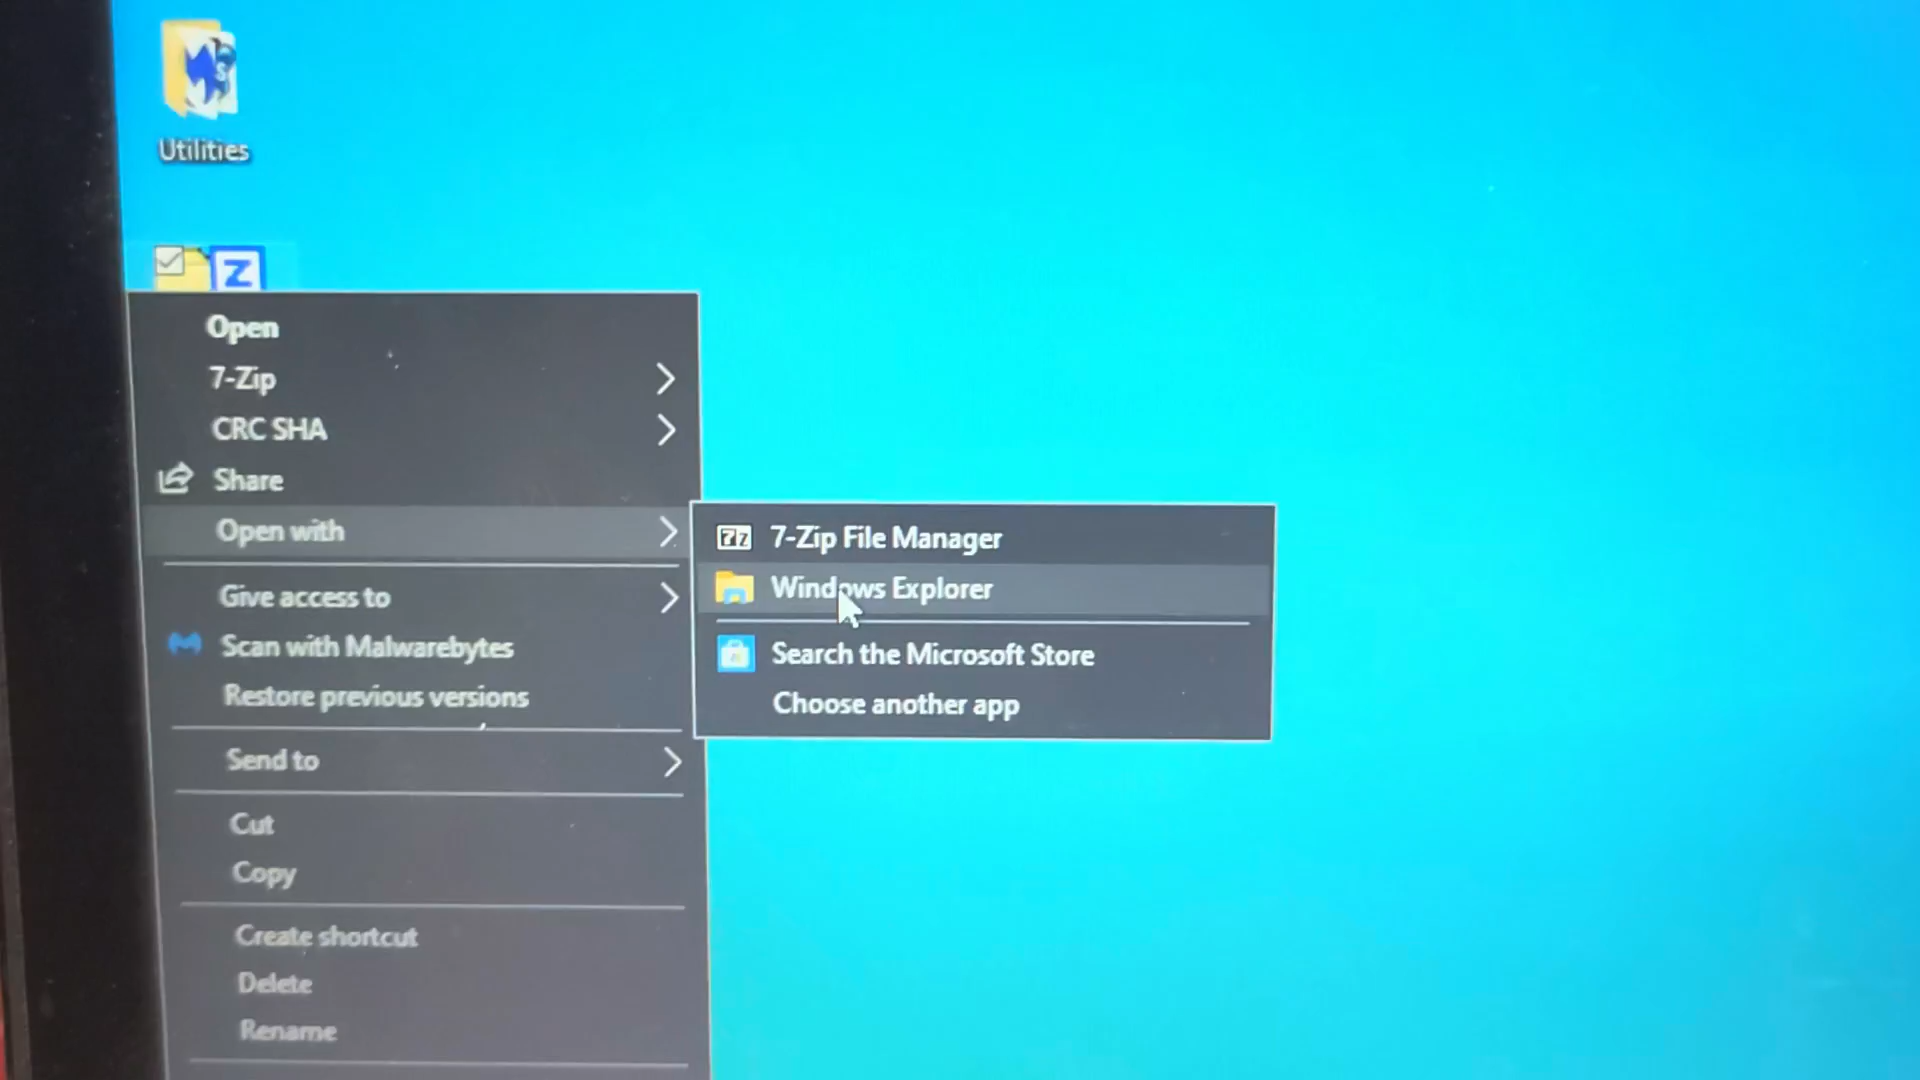 Utilities
Z
Open
7-Zip
CRC SHA
Share
Open with
7z 7-Zip File Manager
Windows Explorer
Give access to
Scan with Malwarebytes
Search the Microsoft Store
Restore previous versions
Choose another app
Send to
Cut
Copy
Create shortcut
Delete
Rename